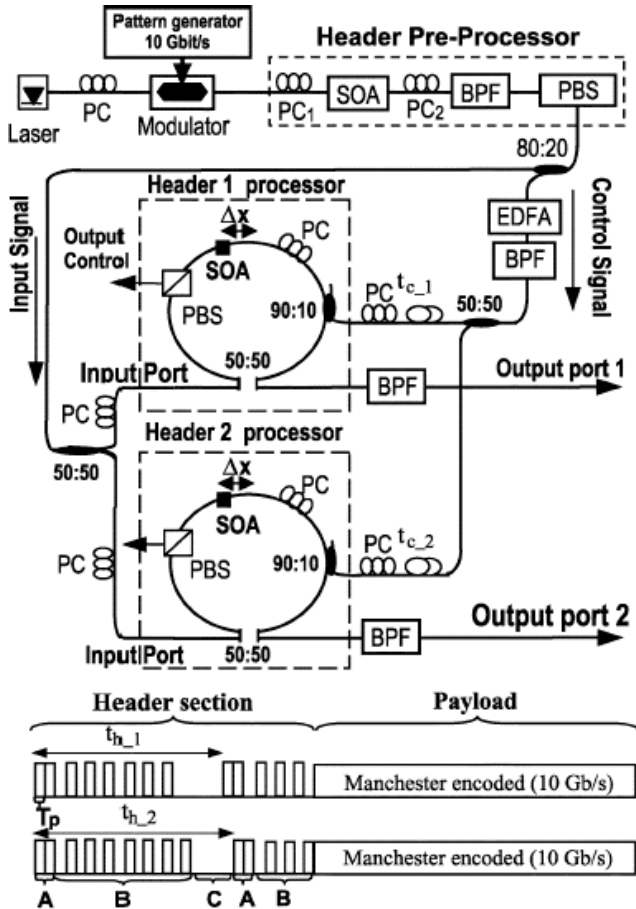 Pattern generator
10 Gbit/s
Header Pre-Processor
PC
PC1
SOA
PC2
BPF
PBS
Laser
Modulator
80:20
Header 1 processor
Δx
PC
EDFA
Input Signal
Output
Control
SOA
BPF
Control Signal
PBS
90:10
PC
tc_1
50:50
50:50
Input Port
Output port 1
BPF
PC
Header 2 processor
50:50
Δx
PC
SOA
PC
PBS
90:10
PC
tc_2
Output port 2
Input Port
50:50
BPF
Header section
Payload
th_1
Manchester encoded (10 Gb/s)
Tp
th_2
Manchester encoded (10 Gb/s)
A
B
C
A
B